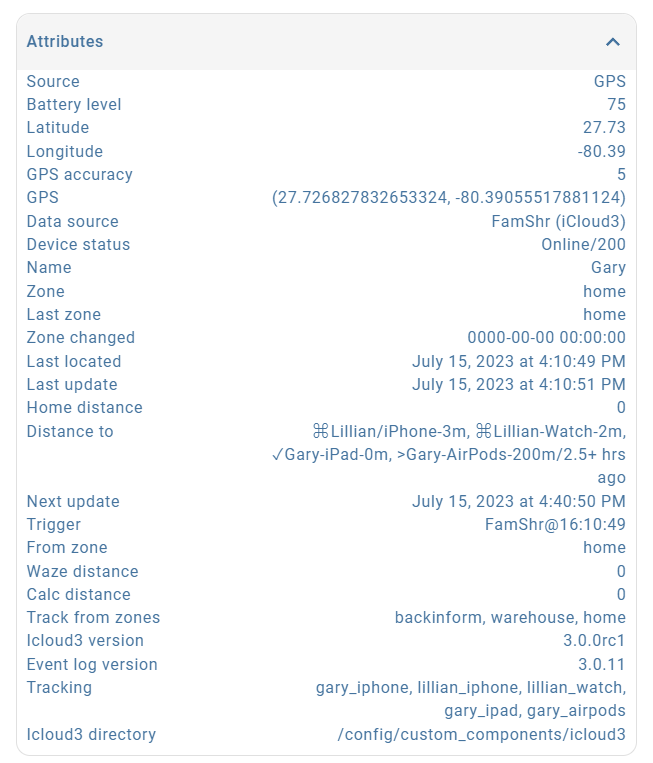 Attributes
Source GPS
Battery level 75
Latitude 27.73
Longitude -80.39
GPS accuracy 5
GPS (27.726827832653324, -80.39055517881124)
Data source FamShr (iCloud3)
Device status Online/200
Name Gary
Zone home
Last zone home
Zone changed 0000-00-00 00:00:00
Last located July 15, 2023 at 4:10:49 PM
Last update July 15, 2023 at 4:10:51 PM
Home distance 0
Distance to ⌘Lillian/iPhone-3m, ⌘Lillian-Watch-2m,
✓Gary-iPad-0m, >Gary-AirPods-200m/2.5+ hrs
ago
Next update July 15, 2023 at 4:40:50 PM
Trigger FamShr@16:10:49
From zone home
Waze distance 0
Calc distance 0
Track from zones backinform, warehouse, home
Icloud3 version 3.0.0rc1
Event log version 3.0.11
Tracking gary_iphone, lillian_iphone, lillian_watch,
gary_ipad, gary_airpods
Icloud3 directory /config/custom_components/icloud3